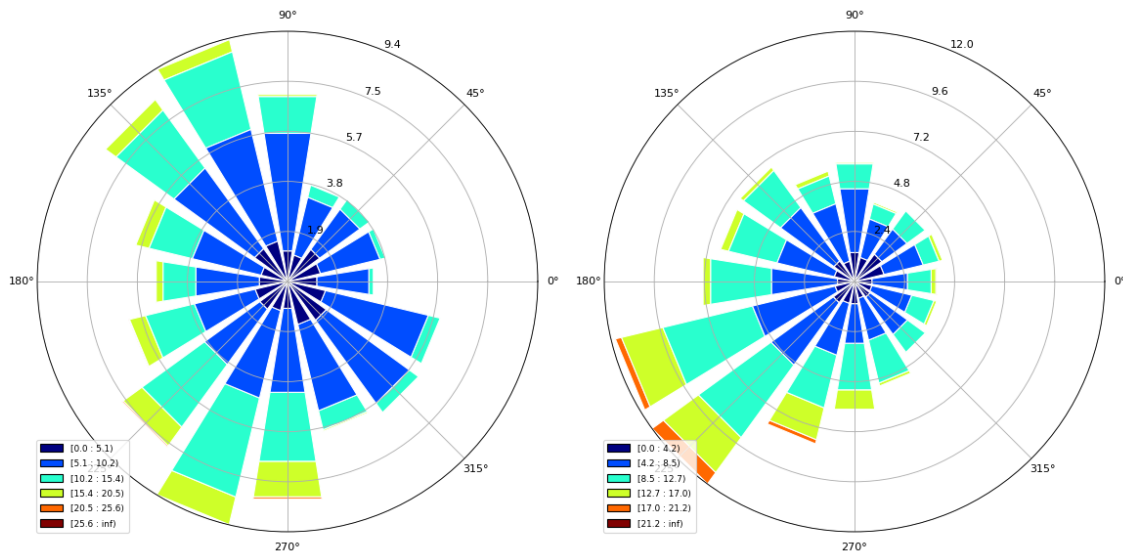 90°
9.4
135°
7.5
45°
5.7
3.8
1.9
180°
0°
225°
315°
270°
[0.0 : 5.1)
[5.1 : 10.2)
[10.2 : 15.4)
[15.4 : 20.5)
[20.5 : 25.6)
[25.6 : inf)
90°
12.0
135°
9.6
45°
7.2
4.8
2.4
180°
0°
225°
315°
270°
[0.0 : 4.2)
[4.2 : 8.5)
[8.5 : 12.7)
[12.7 : 17.0)
[17.0 : 21.2)
[21.2 : inf)